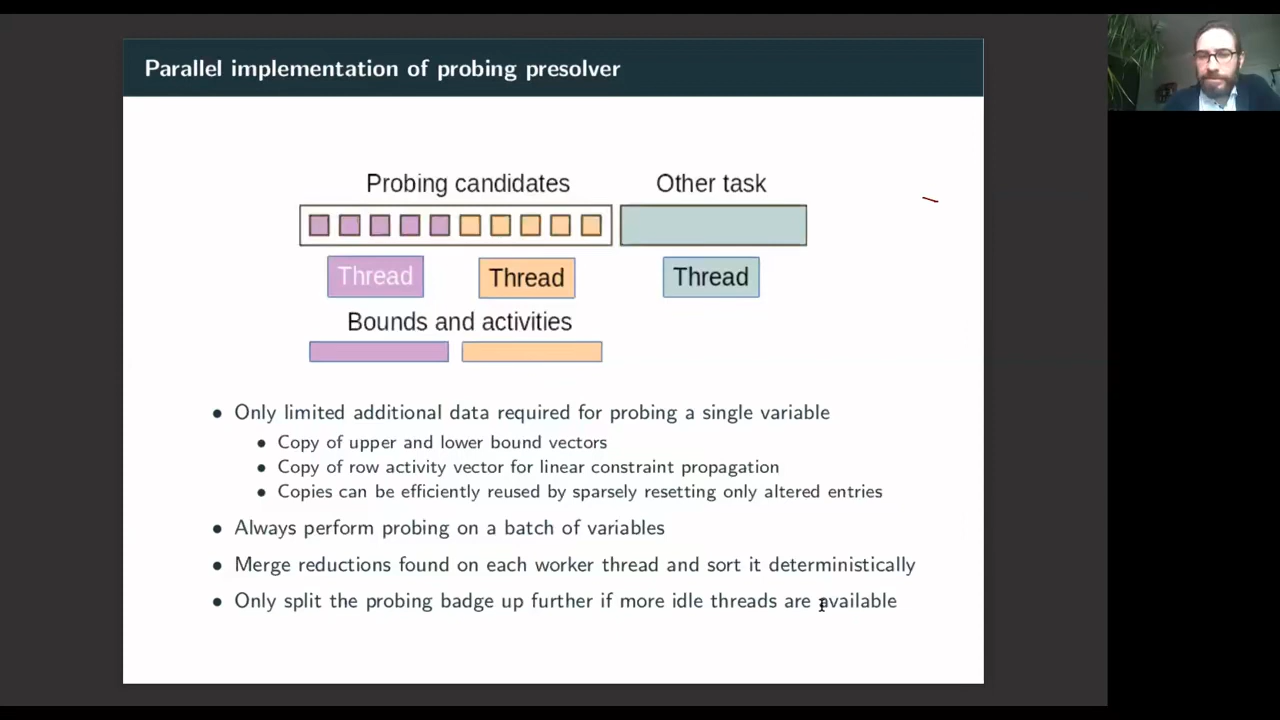 Parallel implementation of probing presolver
Probing candidates
Other task
Thread
Thread
Thread
Bounds and activities
• Only limited additional data required for probing a single variable
• Copy of upper and lower bound vectors
• Copy of row activity vector for linear constraint propagation
• Copies can be efficiently reused by sparsely resetting only altered entries
• Always perform probing on a batch of variables
• Merge reductions found on each worker thread and sort it deterministically
• Only split the probing badge up further if more idle threads are available